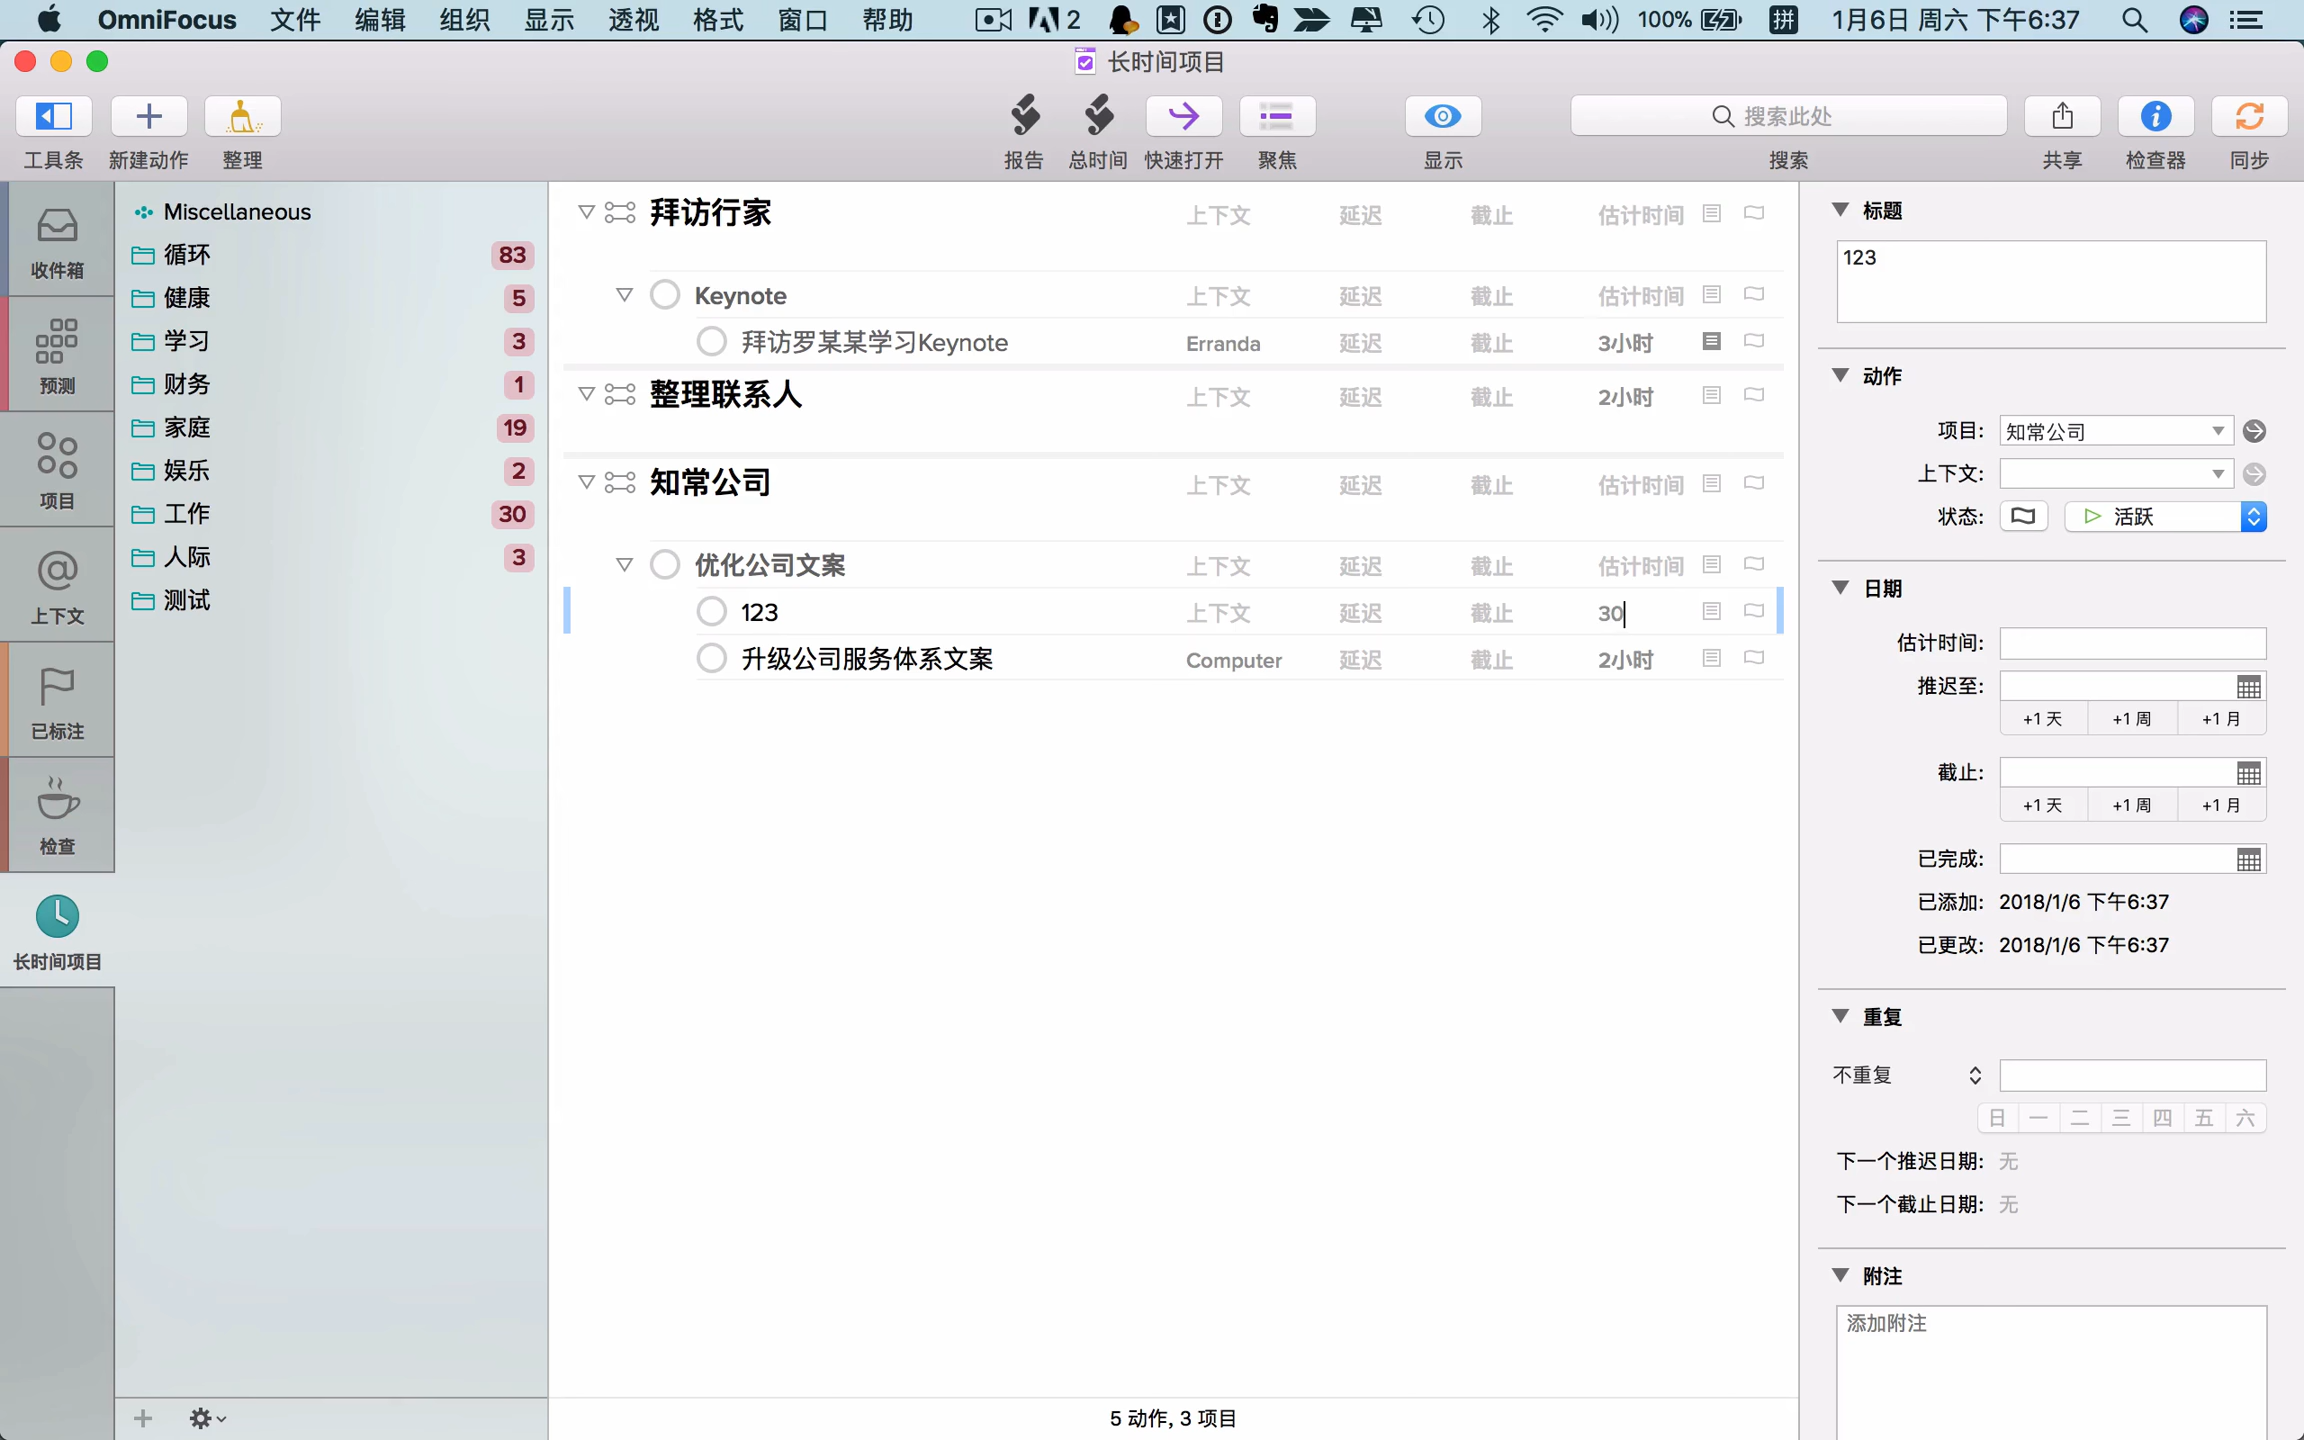 OmniFocus 文件 编辑 组织 显示 透视 格式 窗口 帮助 2 100% 拼 1月6日 周六 下午6:37
长时间项目
搜索此处
工具条 新建动作 整理 报告 总时间 快速打开 聚焦 显示 搜索 共享 检查器 同步
收件箱
预测
项目
上下文
已标注
检查
长时间项目
Miscellaneous
循环 83
健康 5
学习 3
财务 1
家庭 19
娱乐 2
工作 30
人际 3
测试
拜访行家 上下文 延迟 截止 估计时间
Keynote 上下文 延迟 截止 估计时间
拜访罗某某学习Keynote Erranda 延迟 截止 3小时
整理联系人 上下文 延迟 截止 2小时
知常公司 上下文 延迟 截止 估计时间
优化公司文案 上下文 延迟 截止 估计时间
123 上下文 延迟 截止 30
升级公司服务体系文案 Computer 延迟 截止 2小时
5 动作, 3 项目
标题
123
动作
项目: 知常公司
上下文:
状态: 活跃
日期
估计时间:
推迟至:
+1 天 +1 周 +1 月
截止:
+1 天 +1 周 +1 月
已完成:
已添加: 2018/1/6 下午6:37
已更改: 2018/1/6 下午6:37
重复
不重复
日 一 二 三 四 五 六
下一个推迟日期: 无
下一个截止日期: 无
附注
添加附注